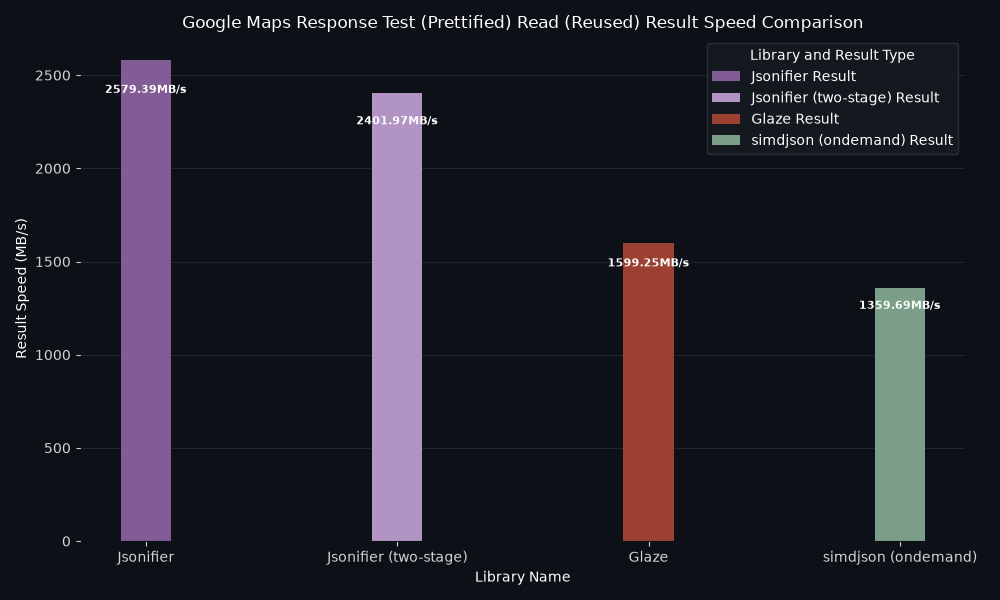 Google Maps Response Test (Prettified) Read (Reused) Result Speed Comparison
Library and Result Type
Jsonifier Result
Jsonifier (two-stage) Result
Glaze Result
simdjson (ondemand) Result
2579.39MB/s
2401.97MB/s
1599.25MB/s
1359.69MB/s
Result Speed (MB/s)
2500
2000
1500
1000
500
0
Jsonifier
Jsonifier (two-stage)
Glaze
simdjson (ondemand)
Library Name